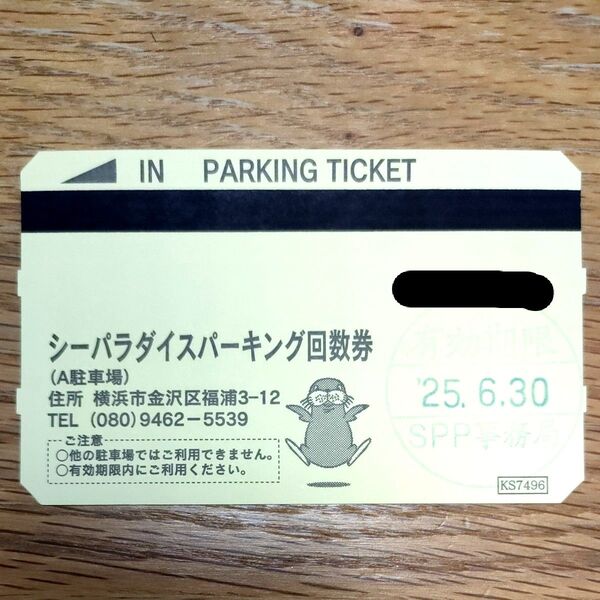 IN PARKING TICKET
シーパラダイスパーキング回数券
(A駐車場)
住所 横浜市金沢区福浦3-12
TEL (080)9462-5539
ご注意
○他の駐車場ではご利用できません。
○有効期限内にご利用ください。
有効期限
'25.6.30
SPP事務局
KS7496